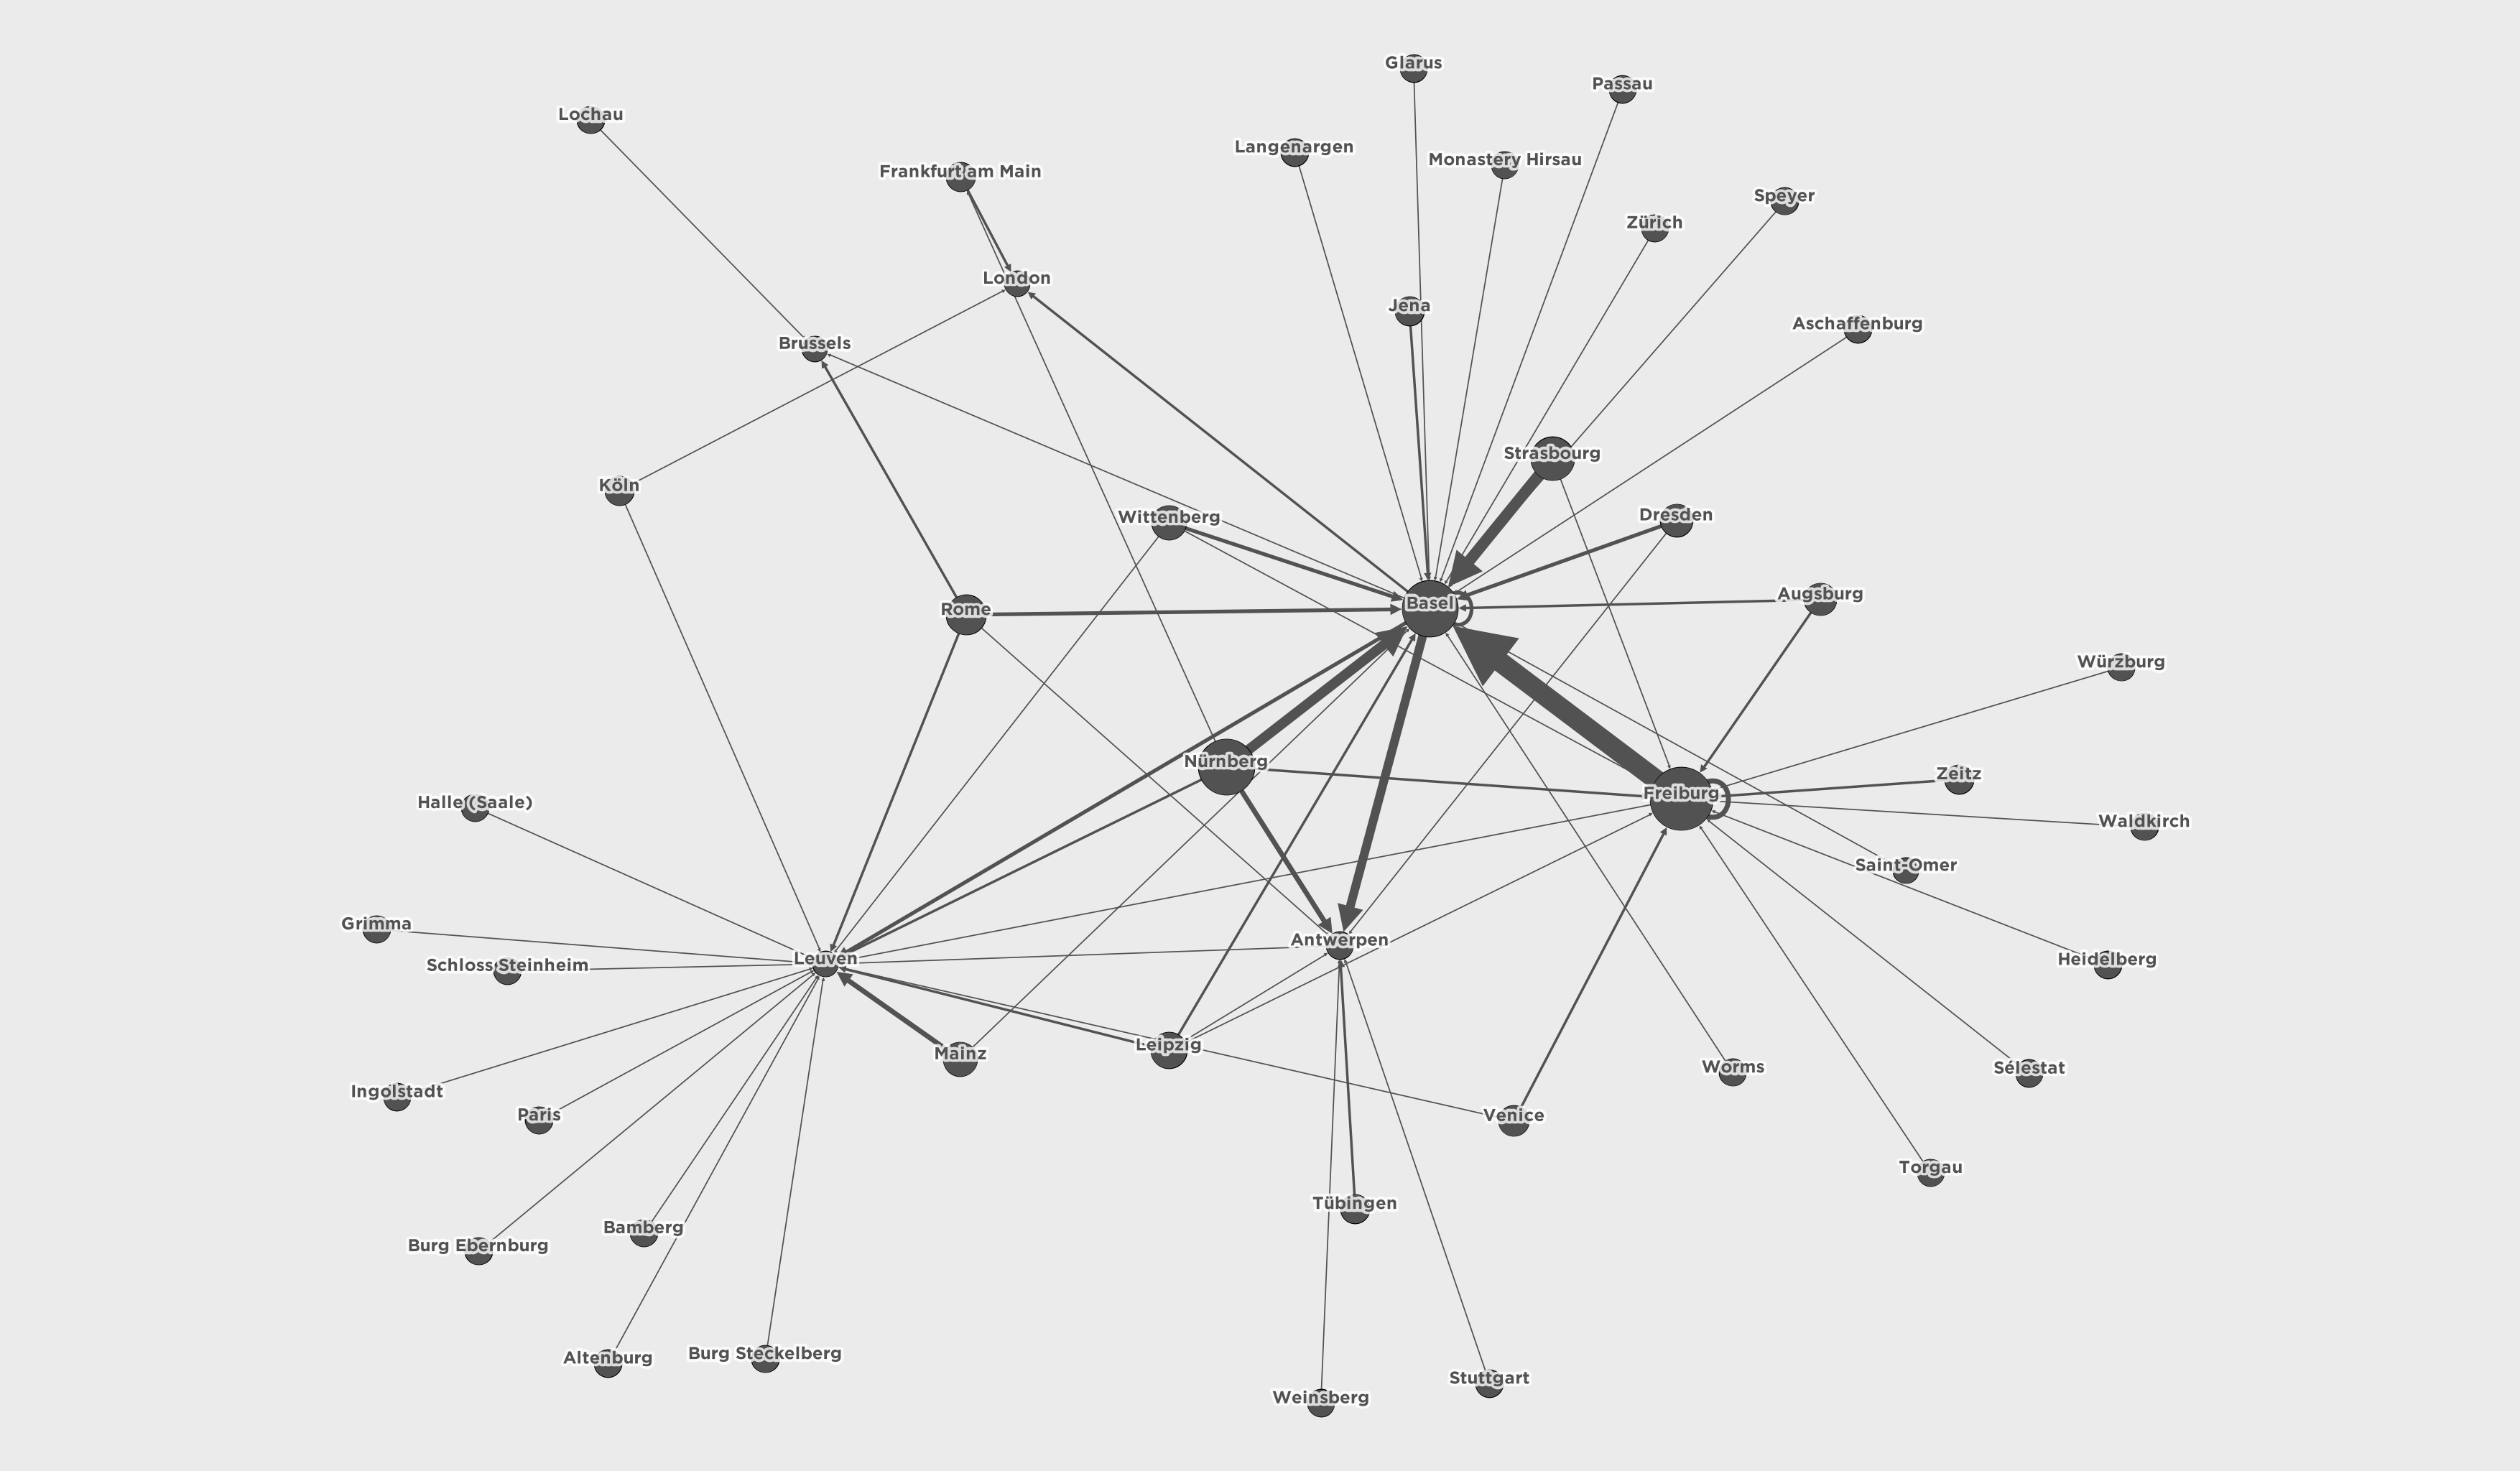 Glarus
Passau
Lochau
Langenargen
Monastery Hirsau
Frankfurt am Main
Speyer
Zürich
London
Jena
Aschaffenburg
Brussels
Strasbourg
Köln
Dresden
Wittenberg
Augsburg
Basel
Rome
Würzburg
Nürnberg
Zeitz
Freiburg
Halle (Saale)
Waldkirch
Saint-Omer
Grimma
Antwerpen
Leuven
Heidelberg
Schloss Steinheim
Leipzig
Mainz
Worms
Sélestat
Ingolstadt
Paris
Venice
Torgau
Tübingen
Bamberg
Burg Ebernburg
Burg Steckelberg
Altenburg
Stuttgart
Weinsberg